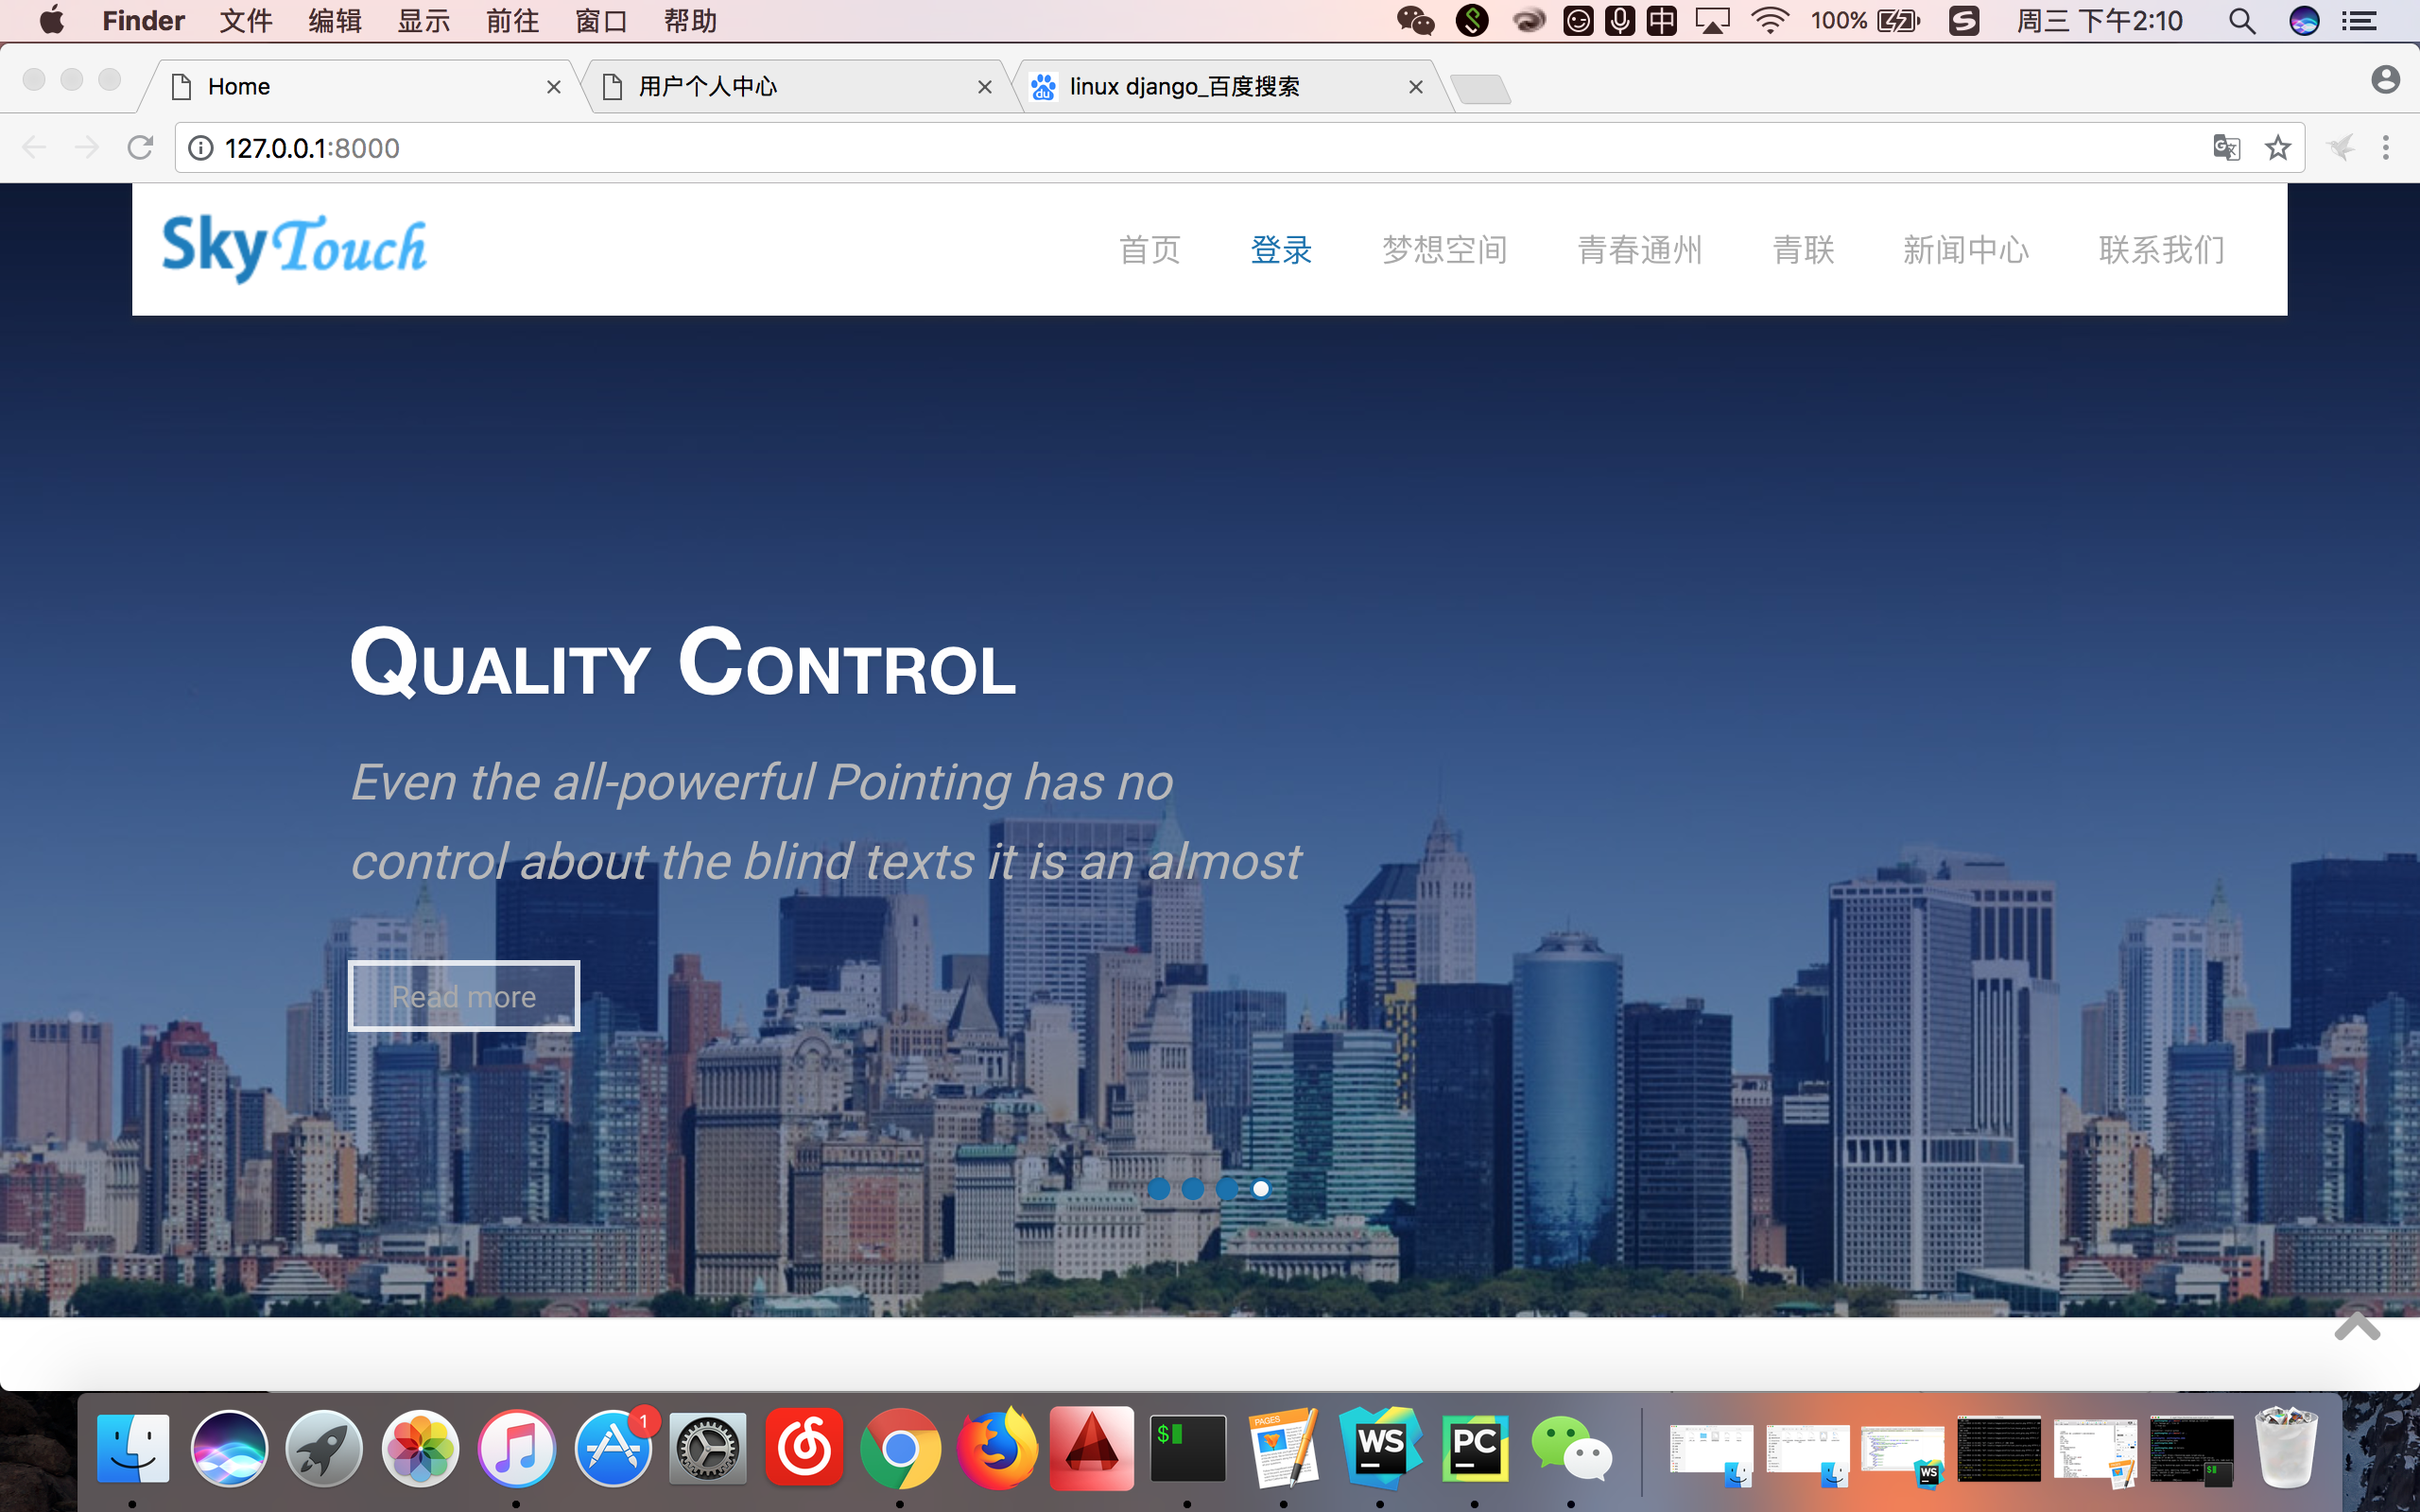 Finder 文件 编辑 显示 前往 窗口 帮助 中 100% 周三 下午2:10
Home 用户个人中心 du linux django_百度搜索
127.0.0.1:8000
SkyTouch 首页 登录 梦想空间 青春通州 青联 新闻中心 联系我们
Quality Control
Even the all-powerful Pointing has no
control about the blind texts it is an almost
Read more
1
$
PAGES
WS
PC